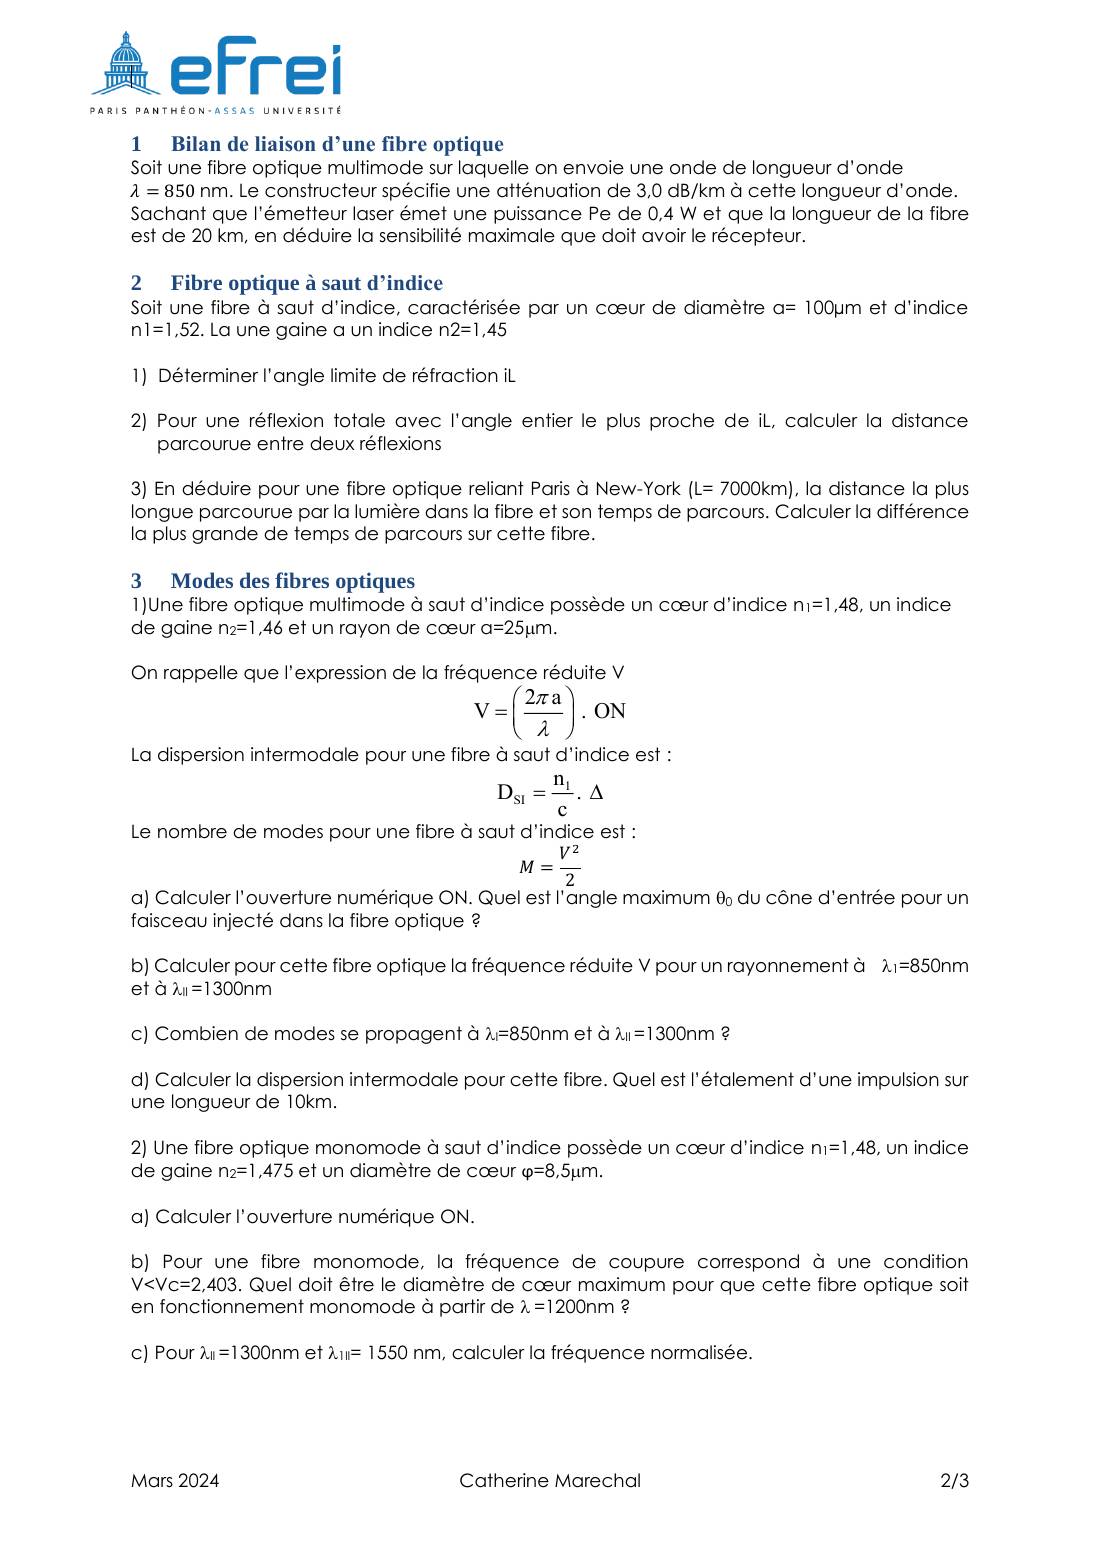 efrei
PARIS PANTHÉON-ASSAS UNIVERSITÉ
1 Bilan de liaison d’une fibre optique
Soit une fibre optique multimode sur laquelle on envoie une onde de longueur d’onde
λ = 850 nm. Le constructeur spécifie une atténuation de 3,0 dB/km à cette longueur d’onde.
Sachant que l’émetteur laser émet une puissance Pe de 0,4 W et que la longueur de la fibre
est de 20 km, en déduire la sensibilité maximale que doit avoir le récepteur.
2 Fibre optique à saut d’indice
Soit une fibre à saut d’indice, caractérisée par un cœur de diamètre a= 100µm et d’indice
n1=1,52. La une gaine a un indice n2=1,45
1) Déterminer l’angle limite de réfraction iL
2) Pour une réflexion totale avec l’angle entier le plus proche de iL, calculer la distance
parcourue entre deux réflexions
3) En déduire pour une fibre optique reliant Paris à New-York (L= 7000km), la distance la plus
longue parcourue par la lumière dans la fibre et son temps de parcours. Calculer la différence
la plus grande de temps de parcours sur cette fibre.
3 Modes des fibres optiques
1)Une fibre optique multimode à saut d’indice possède un cœur d’indice n₁=1,48, un indice
de gaine n₂=1,46 et un rayon de cœur a=25µm.
On rappelle que l’expression de la fréquence réduite V
V = (2π a / λ) . ON
La dispersion intermodale pour une fibre à saut d’indice est :
D_SI = n₁ / c . Δ
Le nombre de modes pour une fibre à saut d’indice est :
M = V² / 2
a) Calculer l’ouverture numérique ON. Quel est l’angle maximum θ₀ du cône d’entrée pour un
faisceau injecté dans la fibre optique ?
b) Calculer pour cette fibre optique la fréquence réduite V pour un rayonnement à λ₁=850nm
et à λII =1300nm
c) Combien de modes se propagent à λI=850nm et à λII =1300nm ?
d) Calculer la dispersion intermodale pour cette fibre. Quel est l’étalement d’une impulsion sur
une longueur de 10km.
2) Une fibre optique monomode à saut d’indice possède un cœur d’indice n₁=1,48, un indice
de gaine n₂=1,475 et un diamètre de cœur φ=8,5µm.
a) Calculer l’ouverture numérique ON.
b) Pour une fibre monomode, la fréquence de coupure correspond à une condition
V<Vc=2,403. Quel doit être le diamètre de cœur maximum pour que cette fibre optique soit
en fonctionnement monomode à partir de λ =1200nm ?
c) Pour λII =1300nm et λ1II= 1550 nm, calculer la fréquence normalisée.
Mars 2024 Catherine Marechal 2/3